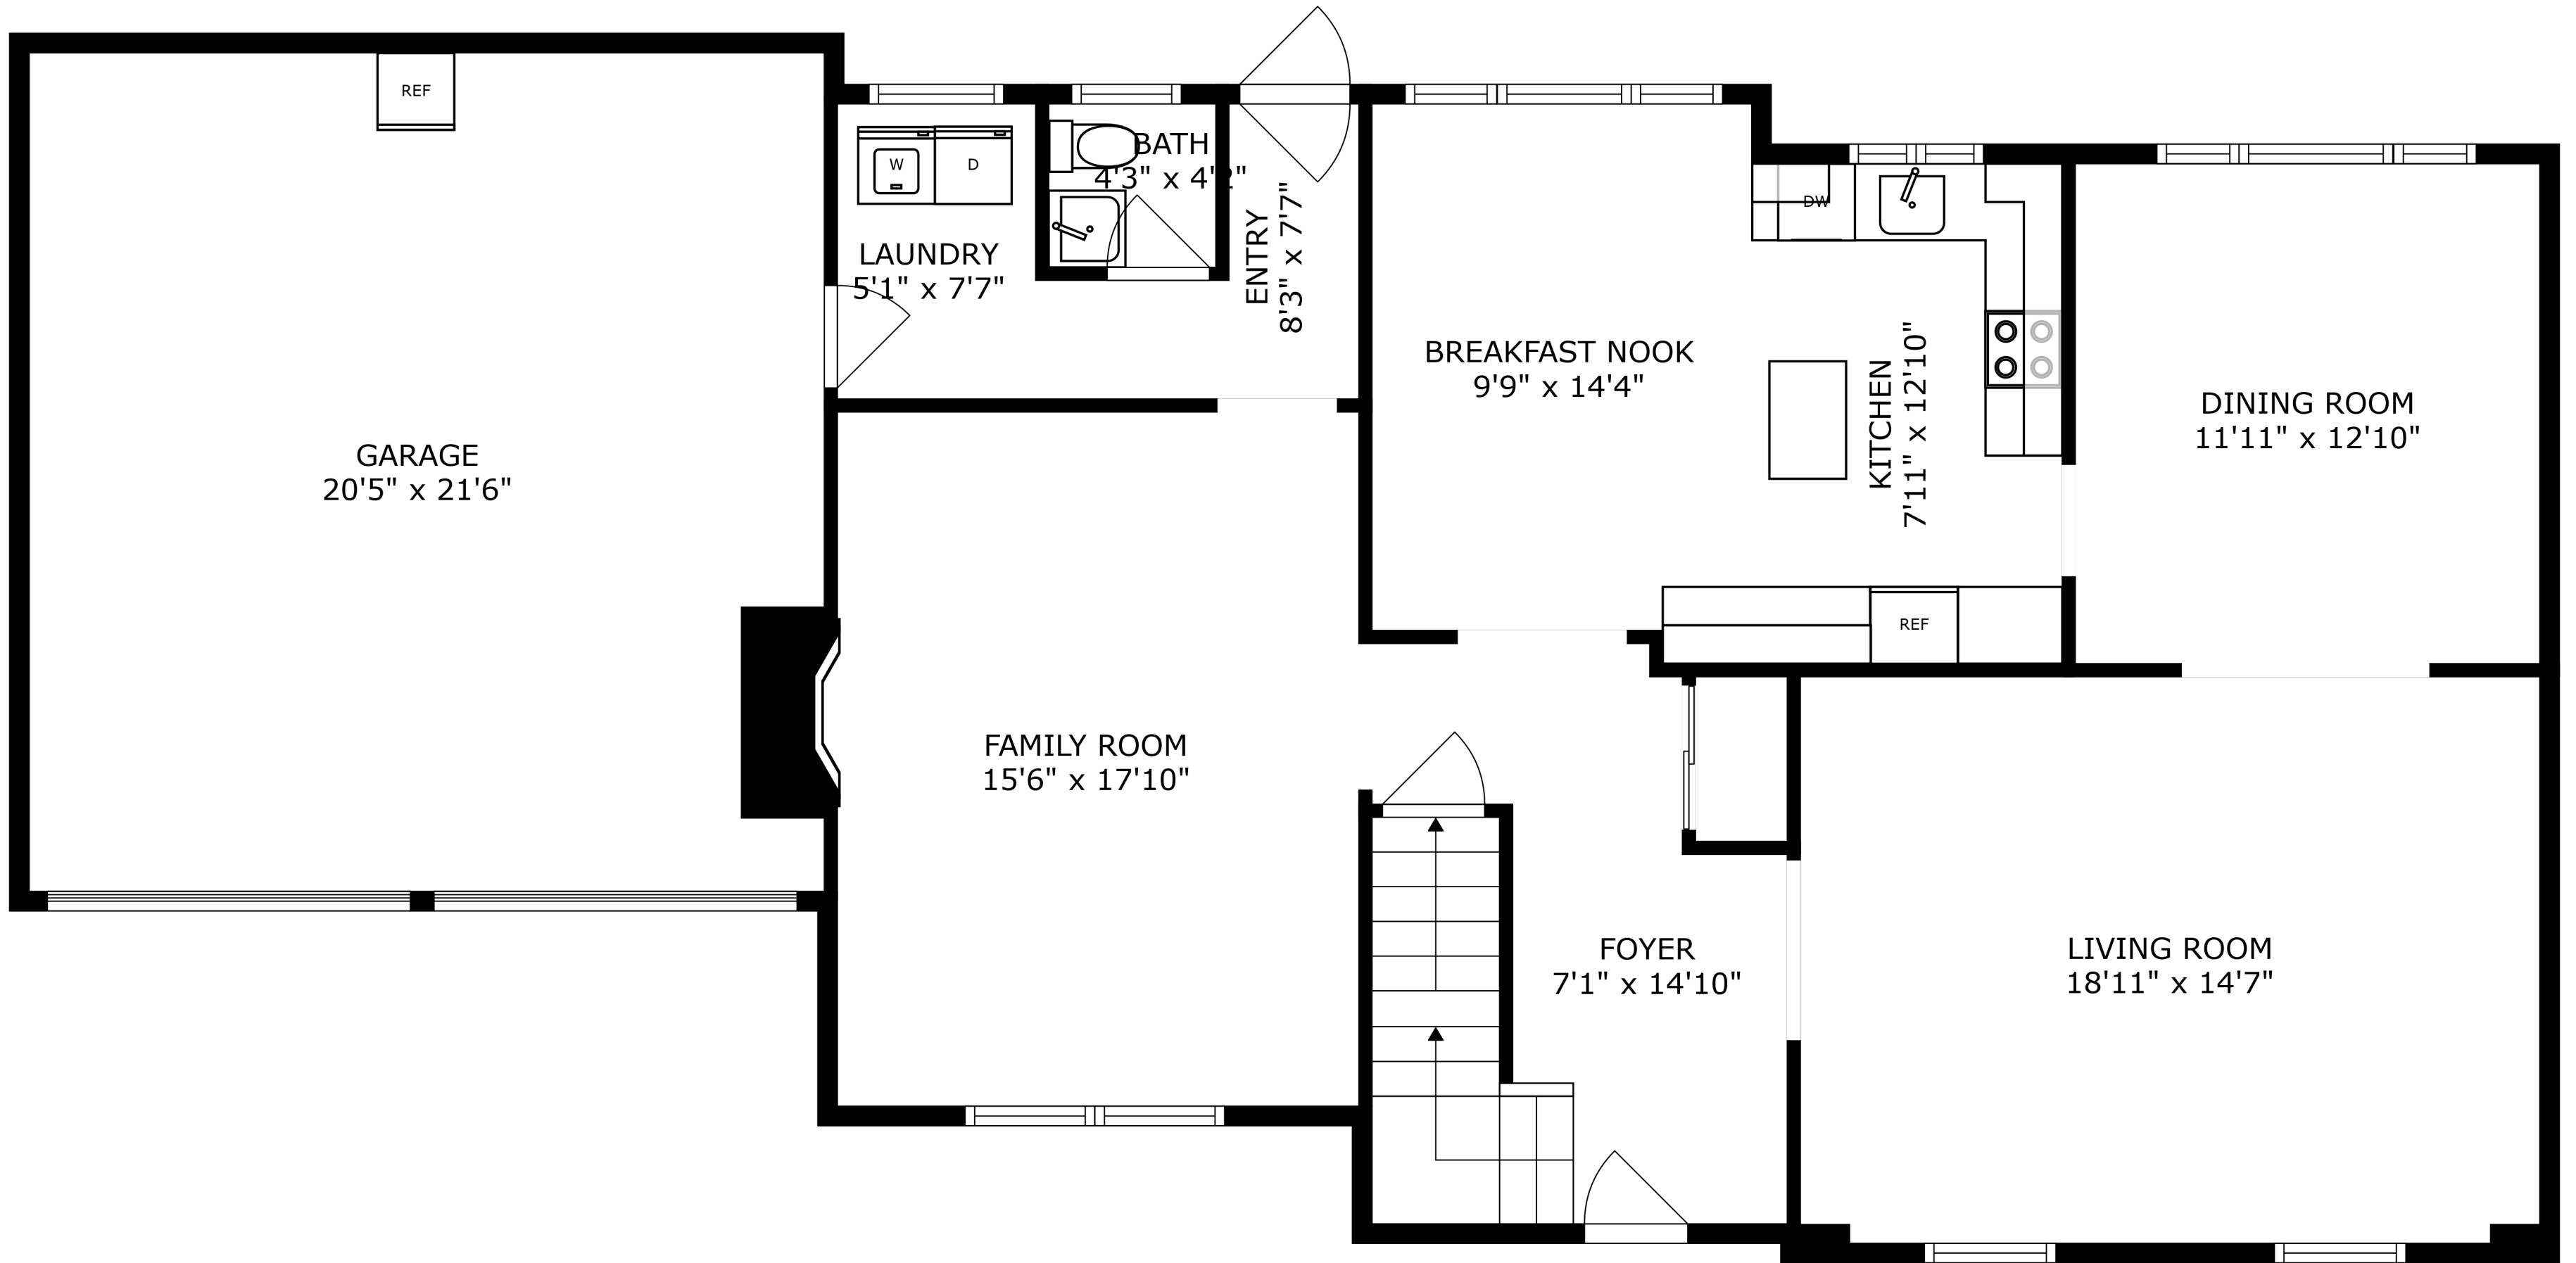 REF
BATH
4'3" x 4'2"
W
D
LAUNDRY
5'1" x 7'7"
ENTRY
8'3" x 7'7"
DW
BREAKFAST NOOK
9'9" x 14'4"
KITCHEN
7'11" x 12'10"
DINING ROOM
11'11" x 12'10"
GARAGE
20'5" x 21'6"
REF
FAMILY ROOM
15'6" x 17'10"
FOYER
7'1" x 14'10"
LIVING ROOM
18'11" x 14'7"